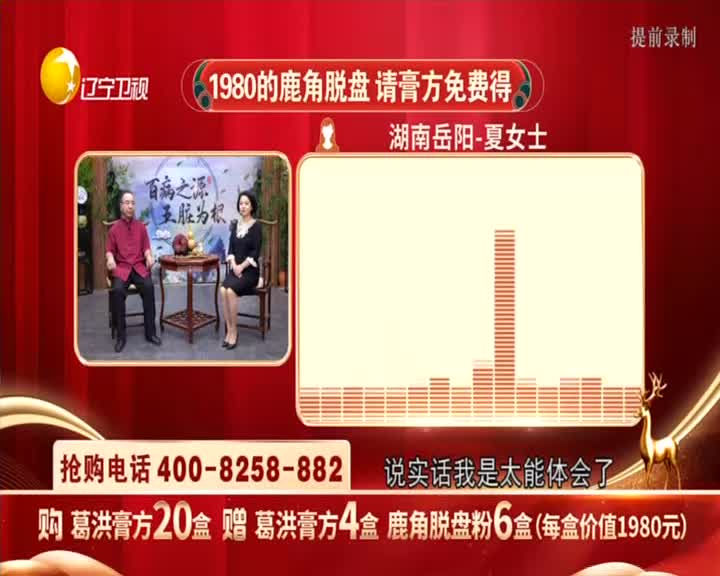 提前录制
辽宁卫视
1980的鹿角脱盘 请膏方免费得
湖南岳阳-夏女士
百病之源
五脏为根
抢购电话 400-8258-882
说实话我是太能体会了
购 葛洪膏方20盒 赠 葛洪膏方4盒 鹿角脱盘粉6盒(每盒价值1980元)